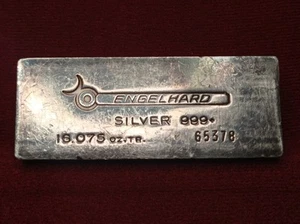 ENGELHARD
SILVER 999+
16.075 OZ.TR. 65378